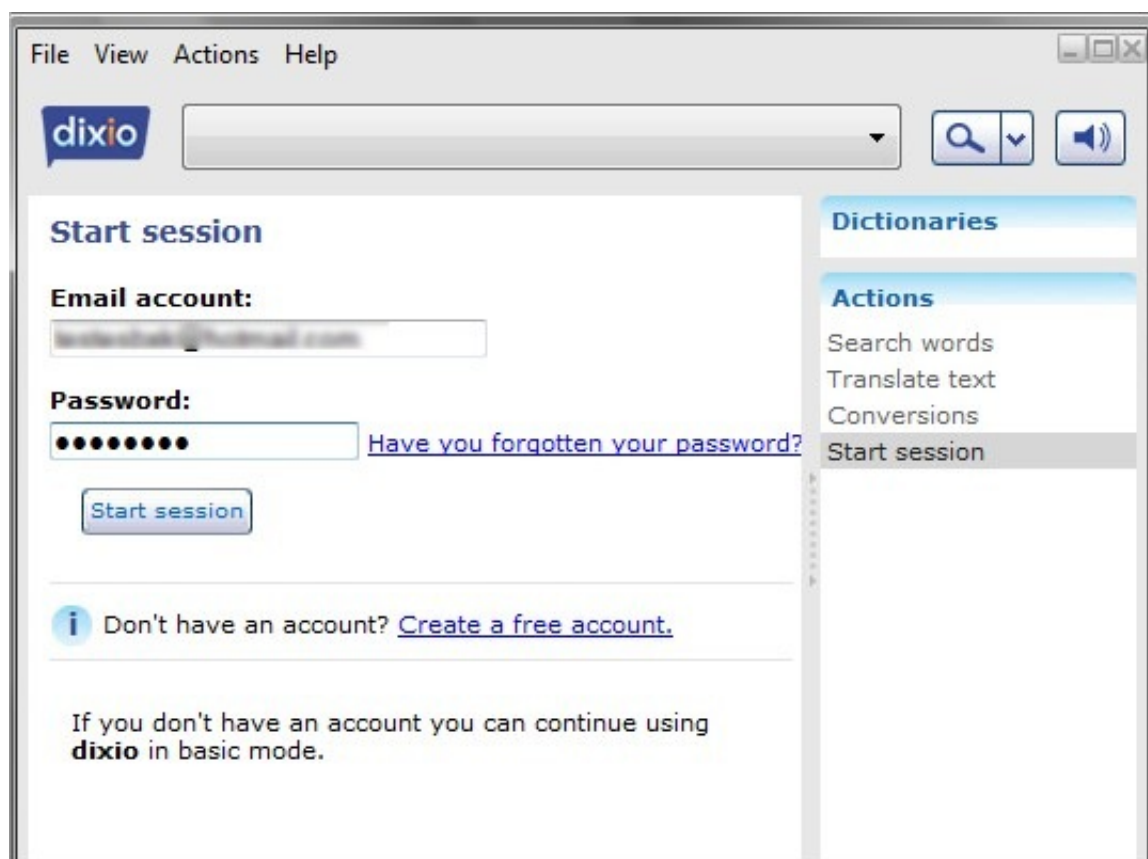 File View Actions Help
dixio
Start session
Email account:
Password:
Have you forgotten your password?
Start session
Don't have an account? Create a free account.
If you don't have an account you can continue using
dixio in basic mode.
Dictionaries
Actions
Search words
Translate text
Conversions
Start session